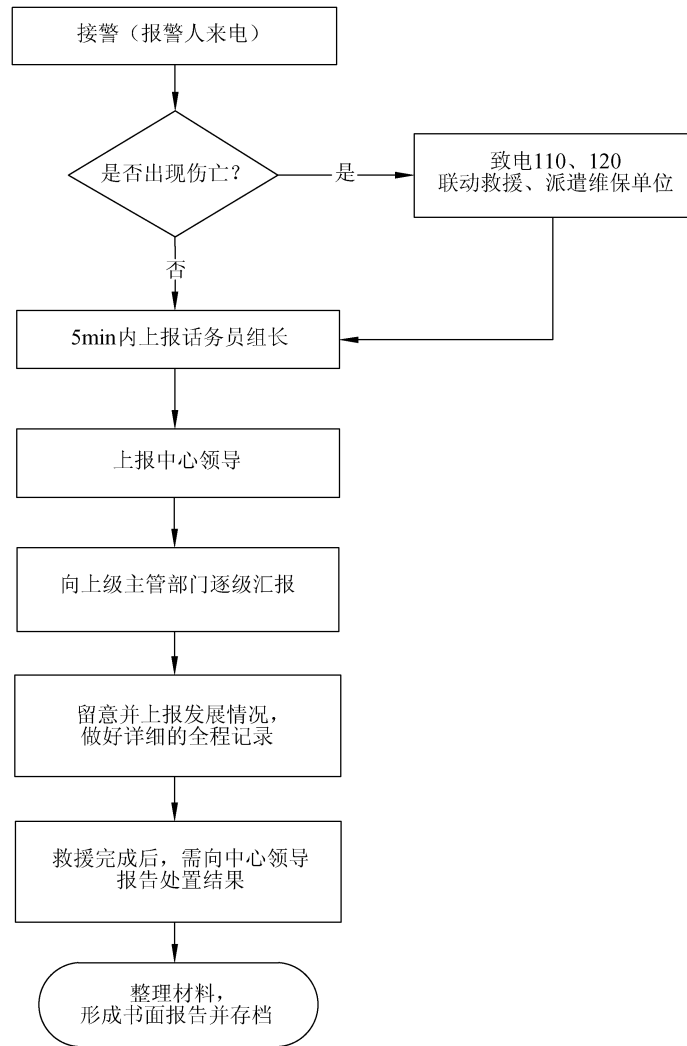 接警（报警人来电）
是否出现伤亡？
是
致电110、120
联动救援、派遣维保单位
否
5min内上报话务员组长
上报中心领导
向上级主管部门逐级汇报
留意并上报发展情况，
做好详细的全程记录
救援完成后，需向中心领导
报告处置结果
整理材料，
形成书面报告并存档